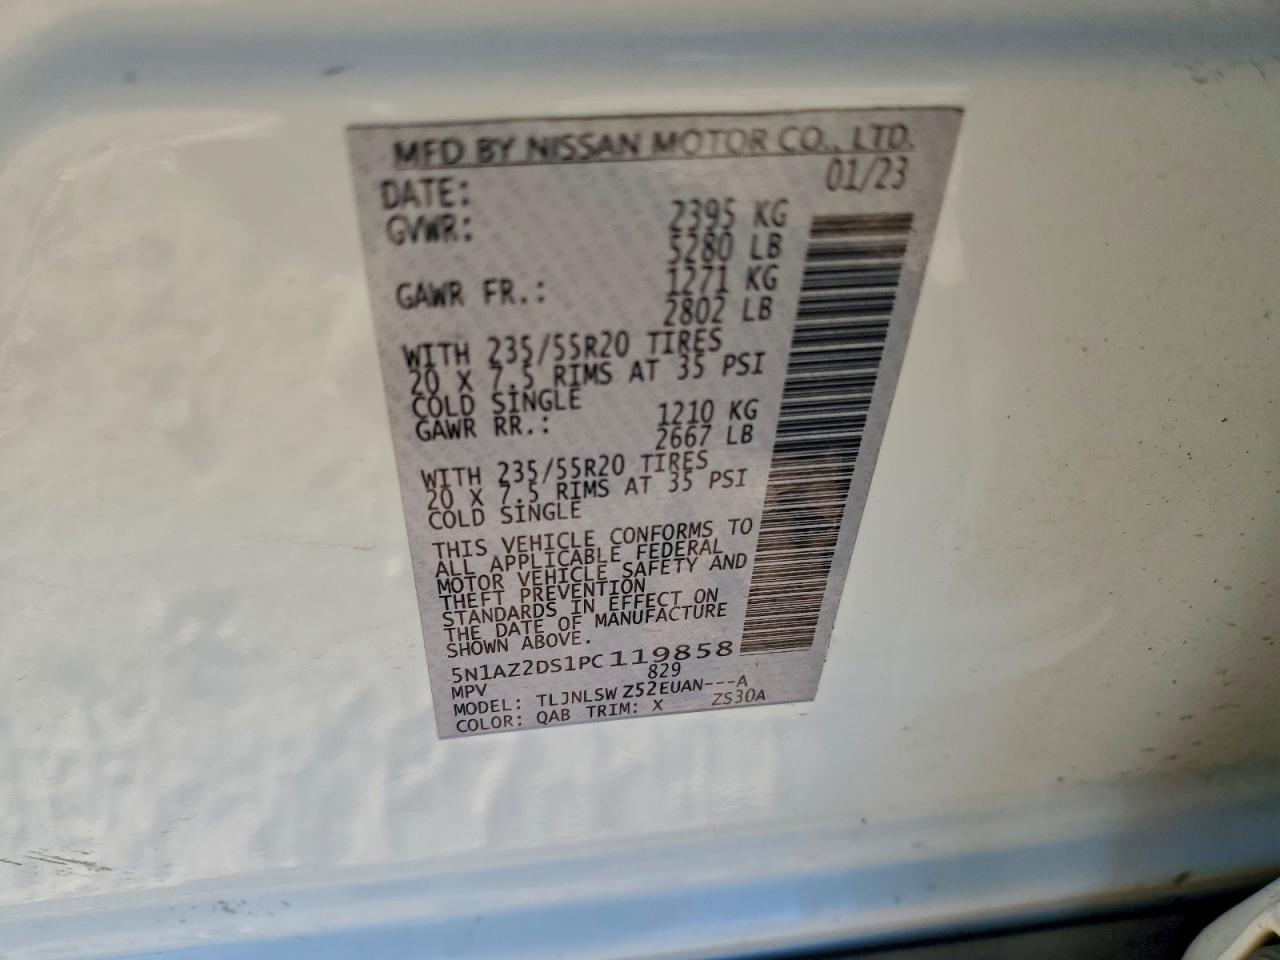 MFD BY NISSAN MOTOR CO., LTD.
DATE: 01/23
GVWR: 2395 KG
5280 LB
GAWR FR.: 1271 KG
2802 LB
WITH 235/55R20 TIRES
20 X 7.5 RIMS AT 35 PSI
COLD SINGLE
GAWR RR.: 1210 KG
2667 LB
WITH 235/55R20 TIRES
20 X 7.5 RIMS AT 35 PSI
COLD SINGLE
THIS VEHICLE CONFORMS TO
ALL APPLICABLE FEDERAL
MOTOR VEHICLE SAFETY AND
THEFT PREVENTION
STANDARDS IN EFFECT ON
THE DATE OF MANUFACTURE
SHOWN ABOVE.
5N1AZ2DS1PC119858
MPV 829
MODEL: TLJNLSW Z52EUAN---A
COLOR: QAB TRIM: X ZS30A